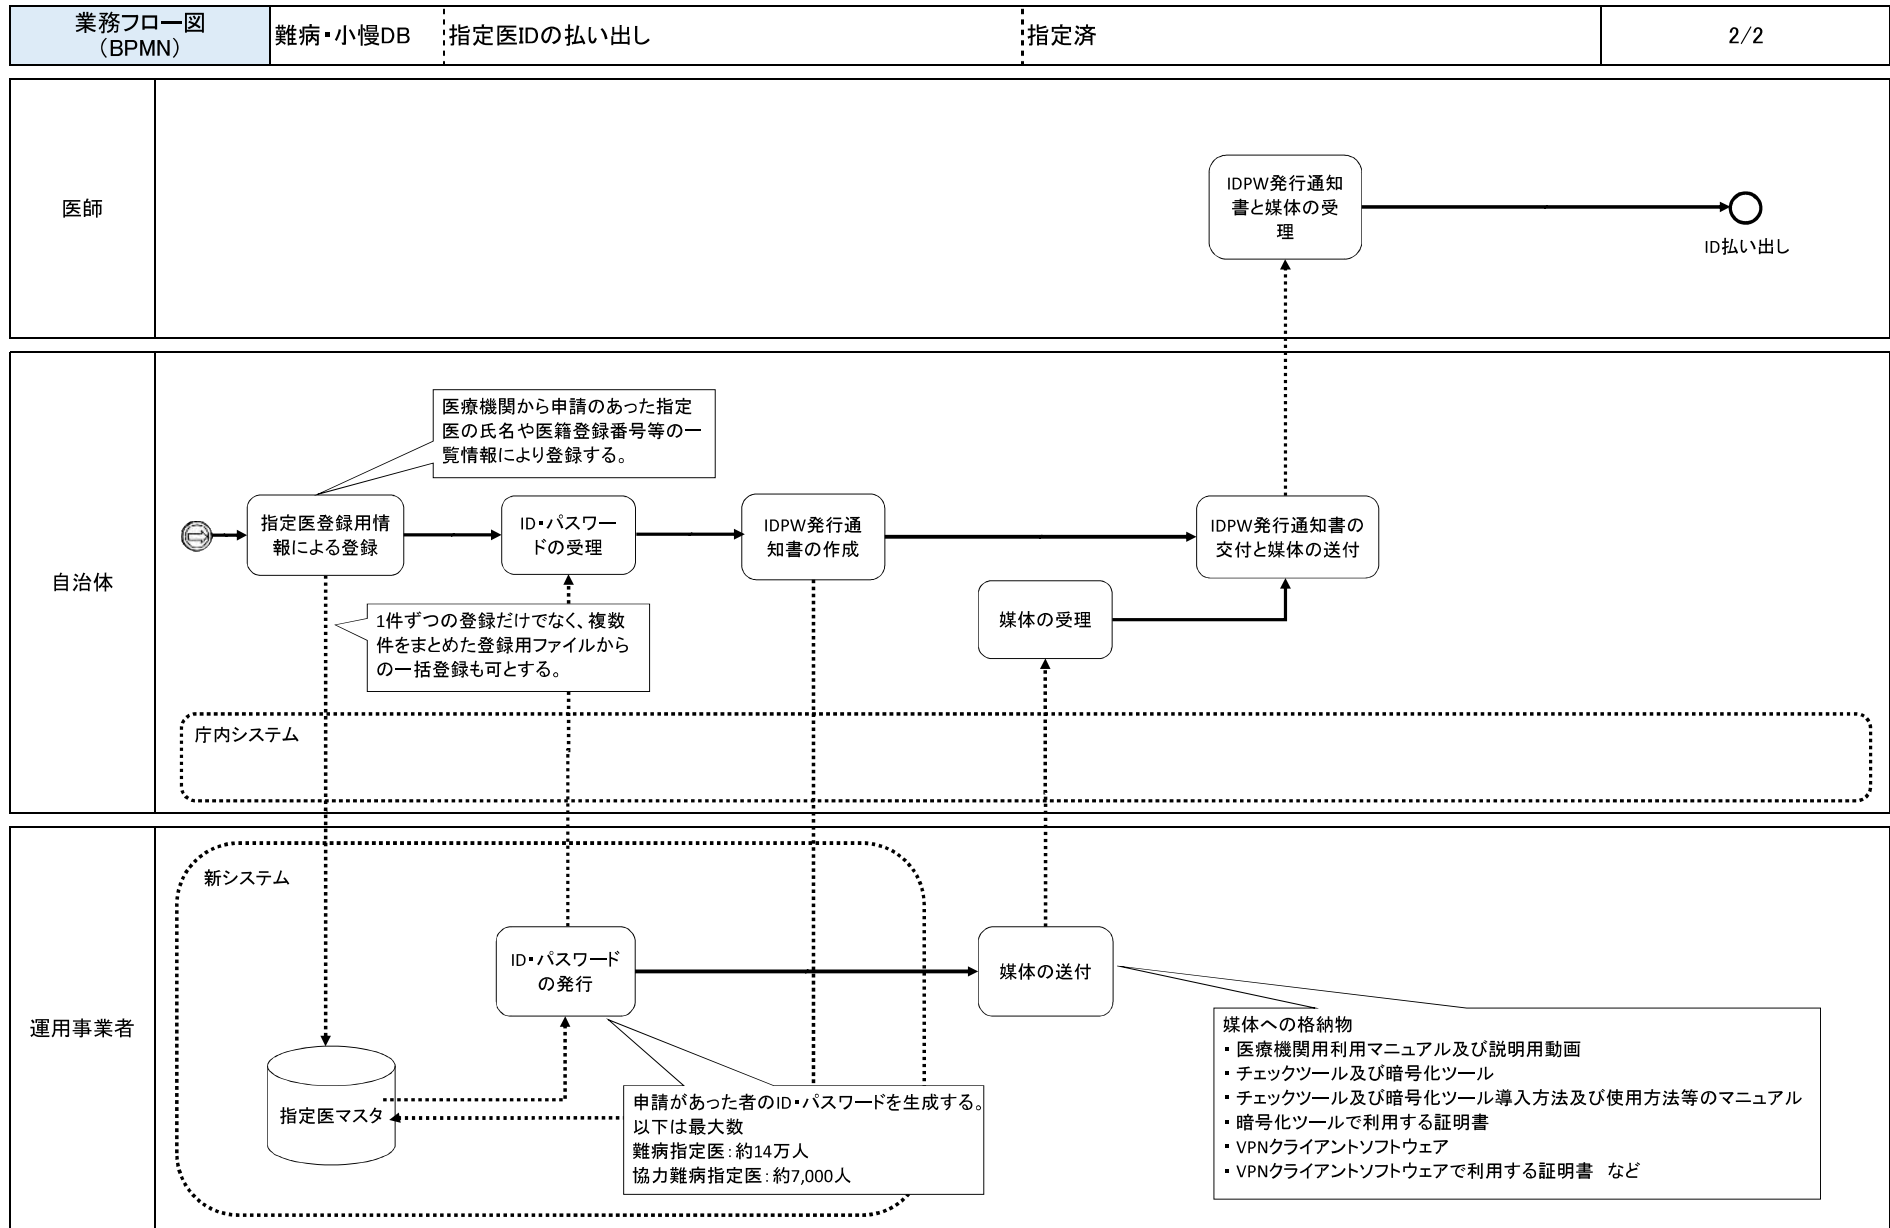 業務フロー図
（BPMN）
難病・小慢DB
指定医IDの払い出し
指定済
2/2
医師
IDPW発行通知
書と媒体の受
理
ID払い出し
自治体
医療機関から申請のあった指定
医の氏名や医籍登録番号等の一
覧情報により登録する。
指定医登録用情
報による登録
ID・パスワー
ドの受理
IDPW発行通
知書の作成
IDPW発行通知書の
交付と媒体の送付
1件ずつの登録だけでなく、複数
件をまとめた登録用ファイルから
の一括登録も可とする。
媒体の受理
庁内システム
運用事業者
新システム
ID・パスワード
の発行
媒体の送付
指定医マスタ
申請があった者のID・パスワードを生成する。
以下は最大数
難病指定医：約14万人
協力難病指定医：約7,000人
媒体への格納物
・医療機関用利用マニュアル及び説明用動画
・チェックツール及び暗号化ツール
・チェックツール及び暗号化ツール導入方法及び使用方法等のマニュアル
・暗号化ツールで利用する証明書
・VPNクライアントソフトウェア
・VPNクライアントソフトウェアで利用する証明書　など